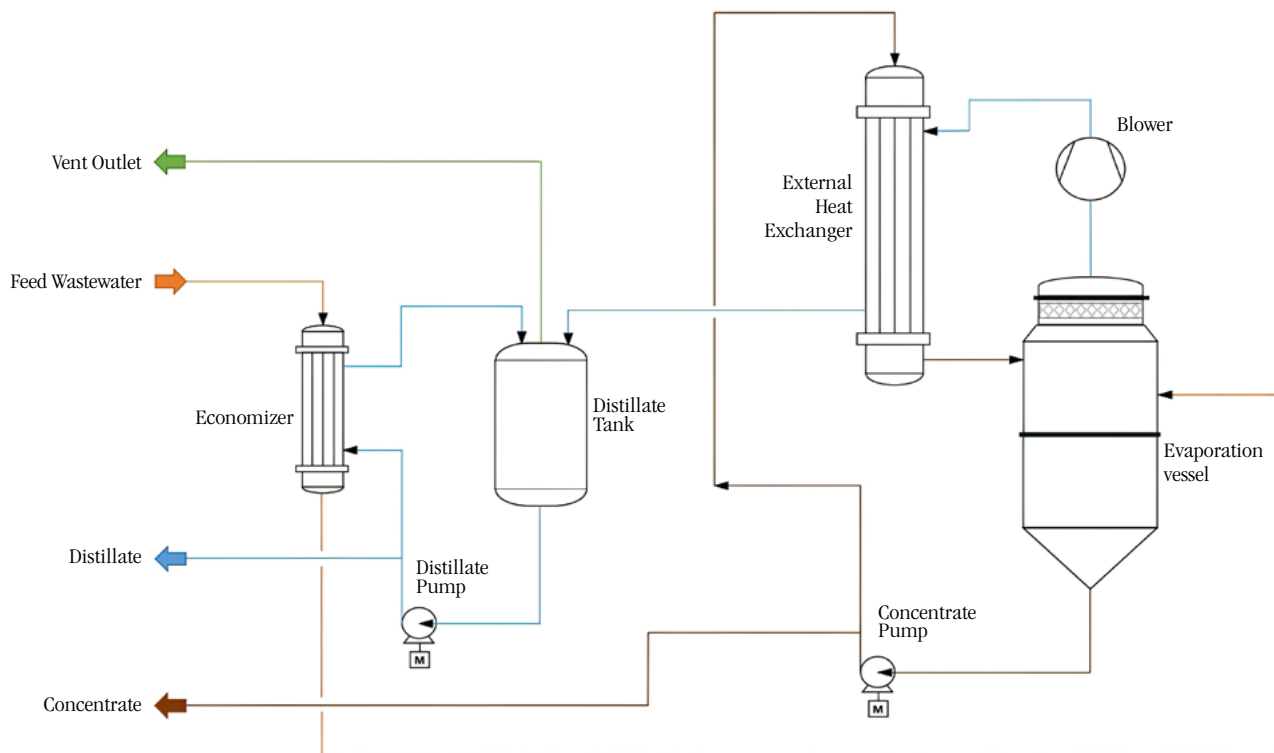 Blower
Vent Outlet
External
Heat
Exchanger
Feed Wastewater
Economizer
Distillate
Tank
Evaporation
vessel
Distillate
Distillate
Pump
M
Concentrate
Pump
Concentrate
M